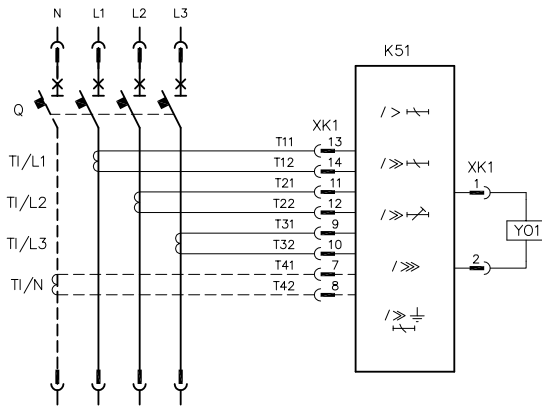 N L1 L2 L3
K51
Q
XK1
T11 13
TI/L1
T12 14
XK1
T21 11
1
TI/L2
T22 12
T31 9
YO1
TI/L3
T32 10
T41 7
2
TI/N
T42 8